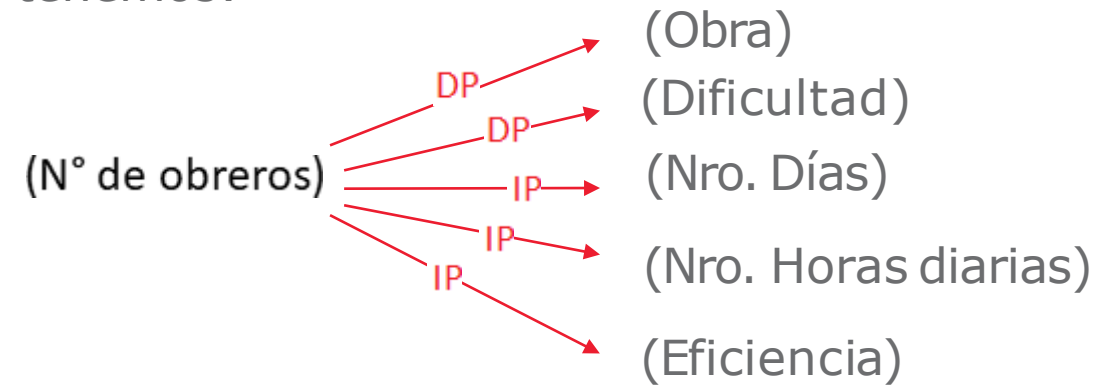 (Obra)
DP
(Dificultad)
DP
(N° de obreros)
(Nro. Días)
IP
IP
(Nro. Horas diarias)
IP
(Eficiencia)